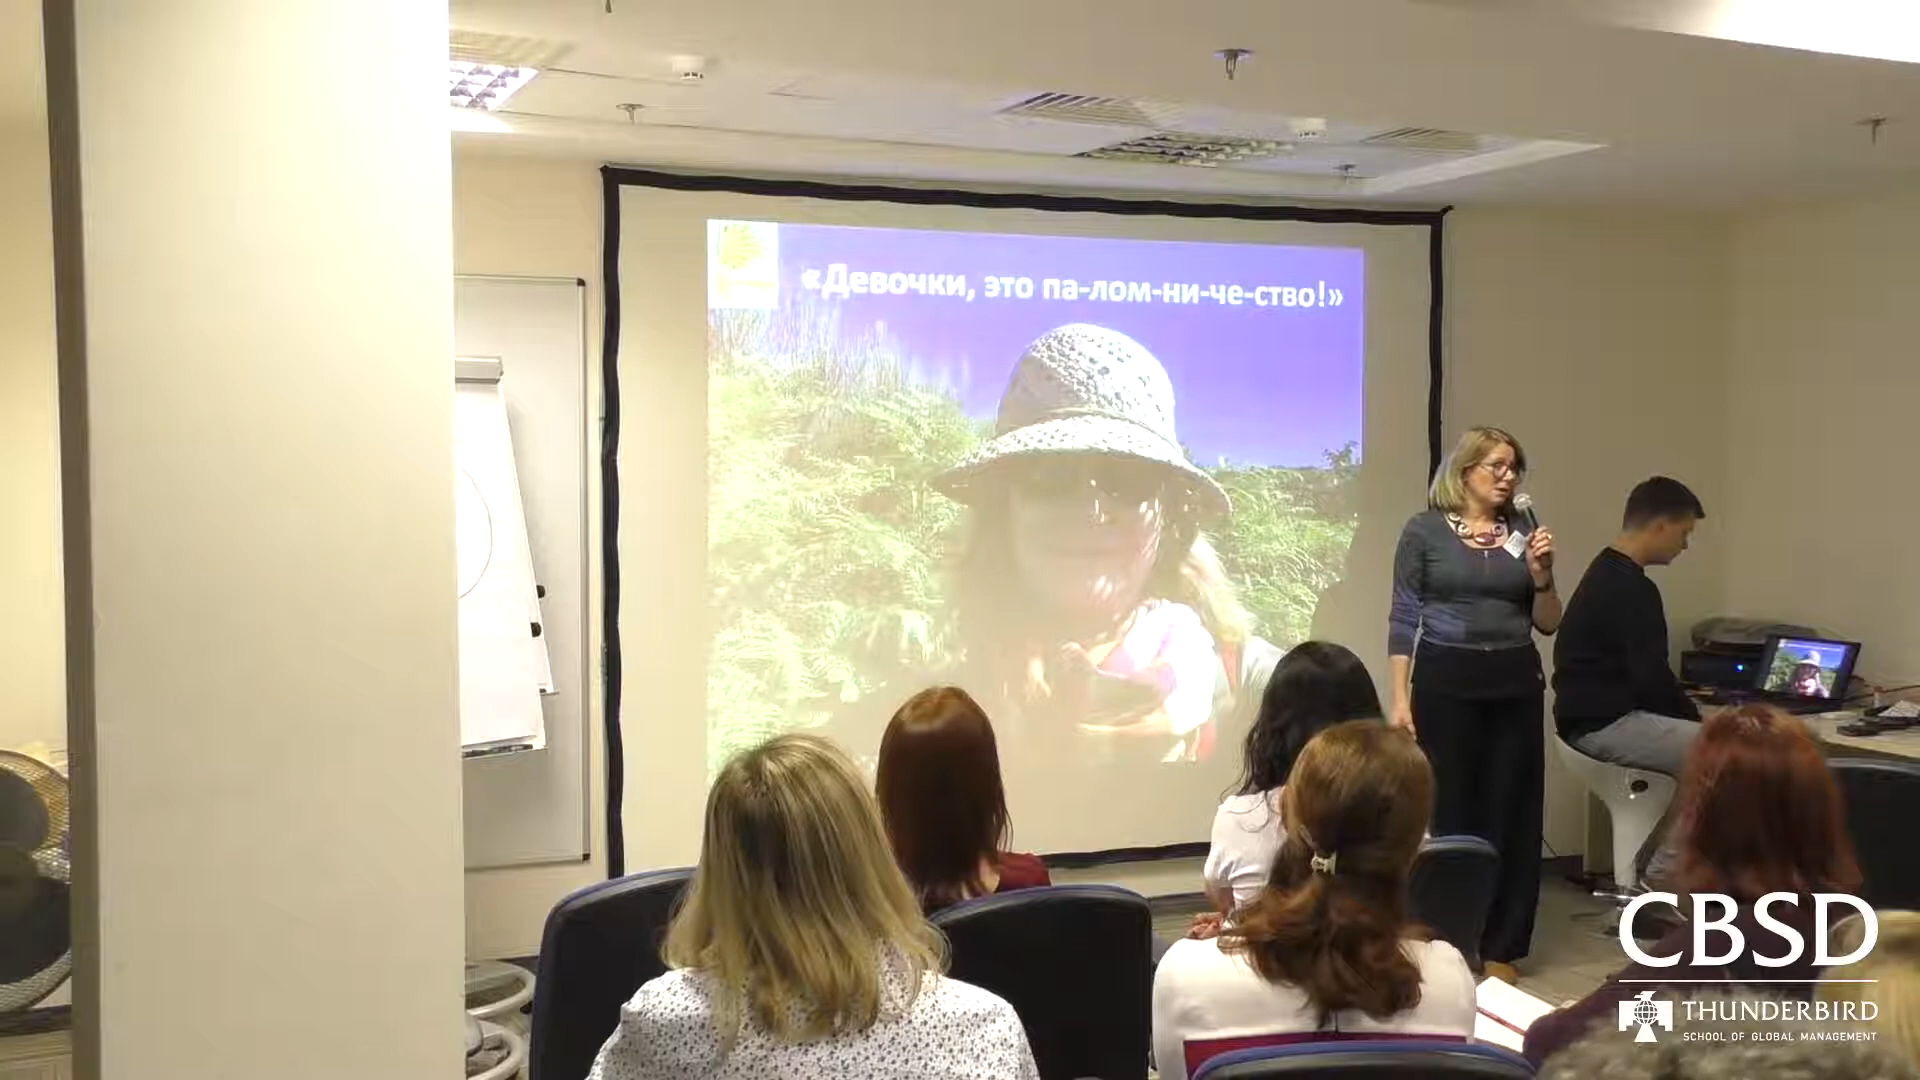 «Девочки, это па-лом-ни-че-ство!»
CBSD
THUNDERBIRD
SCHOOL OF GLOBAL MANAGEMENT